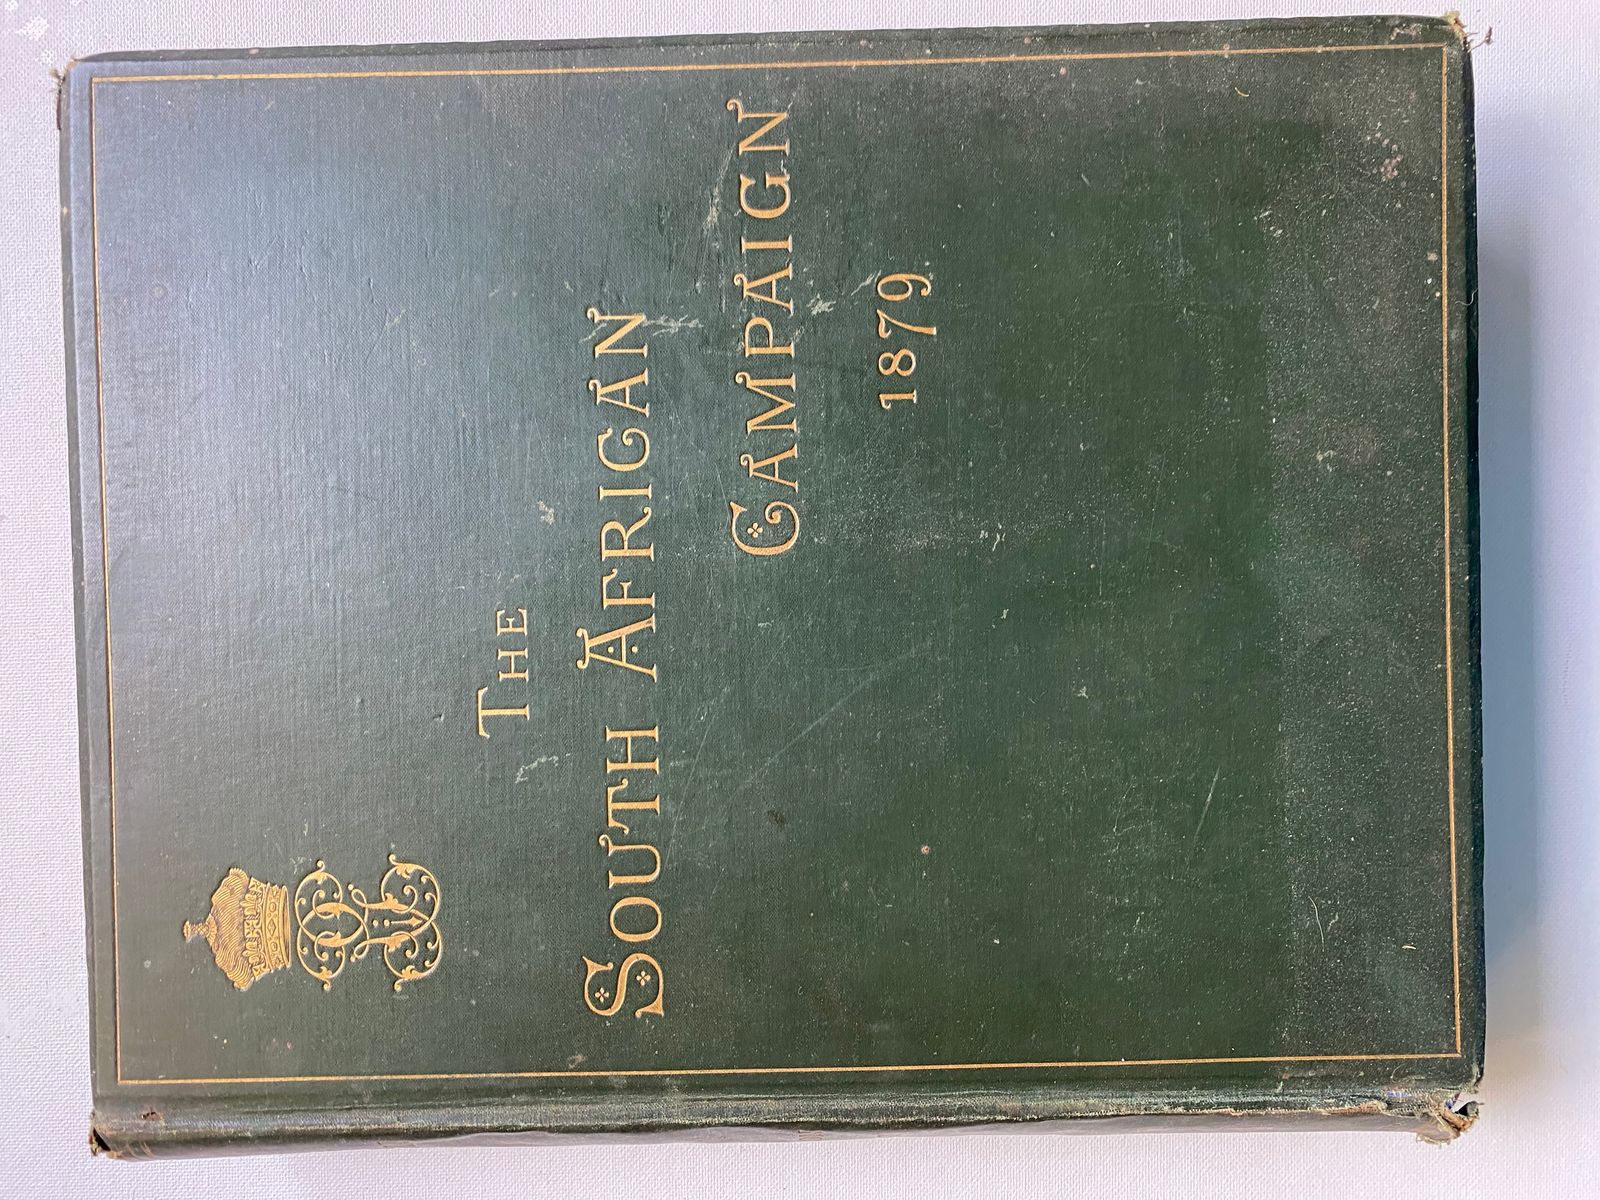 THE
SOUTH AFRICAN
CAMPAIGN
1879